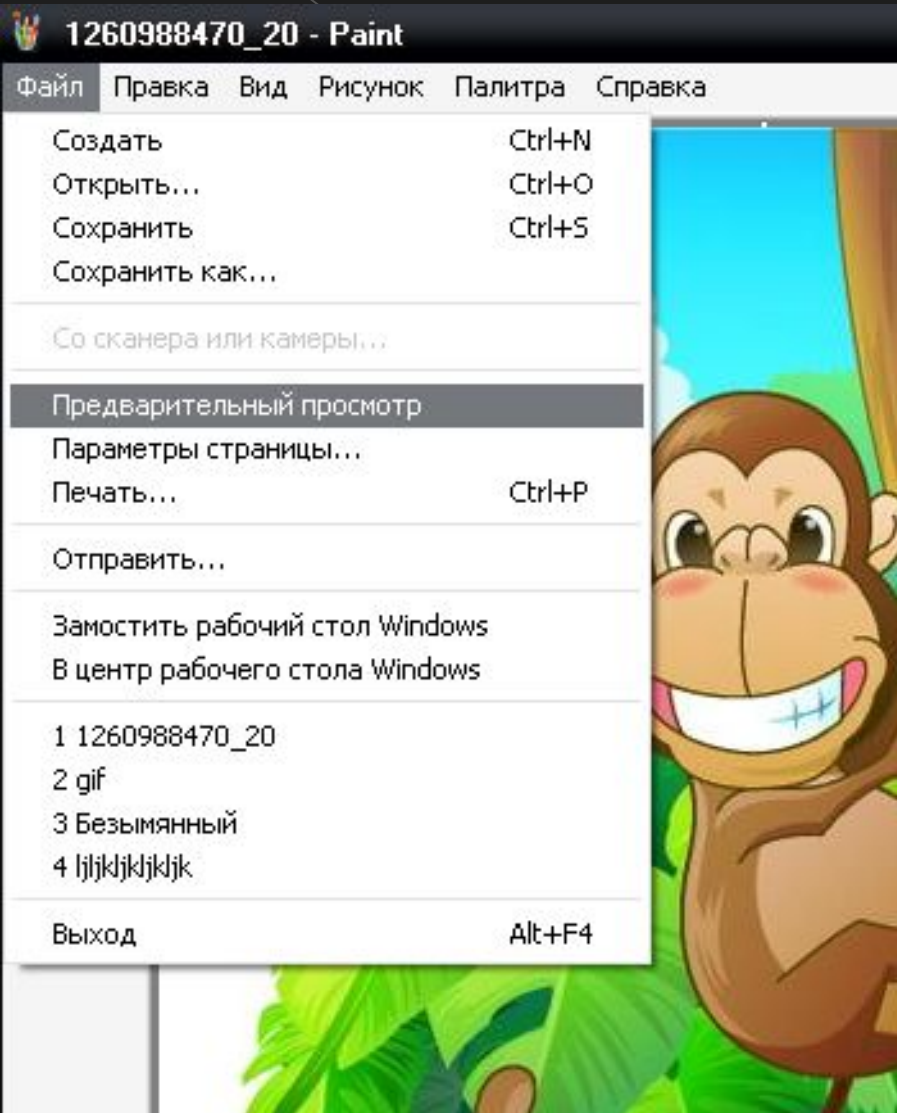 1260988470_20 - Paint
Файл Правка Вид Рисунок Палитра Справка
Создать Ctrl+N
Открыть... Ctrl+O
Сохранить Ctrl+S
Сохранить как...
Со сканера или камеры...
Предварительный просмотр
Параметры страницы...
Печать... Ctrl+P
Отправить...
Замостить рабочий стол Windows
В центр рабочего стола Windows
1 1260988470_20
2 gif
3 Безымянный
4 ljljkljkljkljk
Выход Alt+F4